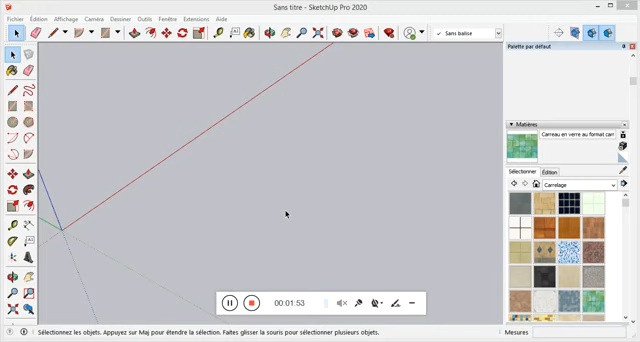 Sans titre - SketchUp Pro 2020
Fichier Édition Affichage Caméra Dessiner Outils Fenêtre Extensions Aide
Sans balise
Palette par défaut
Matières
Carreau en verre au format carr
Sélectionner Édition
Carrelage
00:01:53
Sélectionnez les objets. Appuyez sur Maj pour étendre la sélection. Faites glisser la souris pour sélectionner plusieurs objets.
Mesures